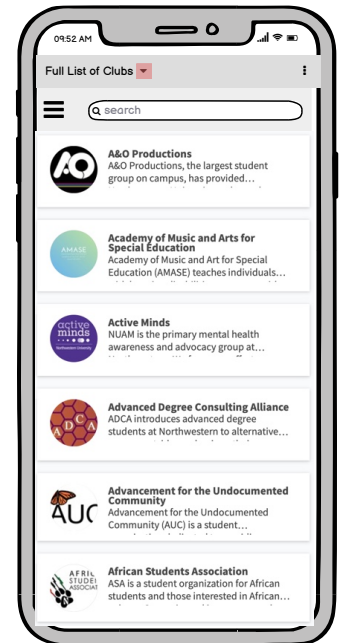 09:52 AM
Full List of Clubs
search
A&O Productions
A&O Productions, the largest student
group on campus, has provided...
AMASE
Academy of Music and Arts for
Special Education
Academy of Music and Art for Special
Education (AMASE) teaches individuals...
active
minds
Northwestern University
Active Minds
NUAM is the primary mental health
awareness and advocacy group at...
ADCA
Advanced Degree Consulting Alliance
ADCA introduces advanced degree
students at Northwestern to alternative...
AUC
Advancement for the Undocumented
Community
Advancement for the Undocumented
Community (AUC) is a student...
AFRI
STUDE
ASSOCIAT
African Students Association
ASA is a student organization for African
students and those interested in African...